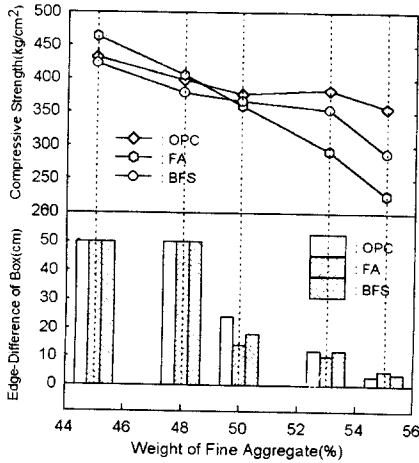 Compressive Strength(kg/cm²)
500
450
400
350
300
250
200
: OPC
: FA
: BFS
Edge-Difference of Box(cm)
50
40
30
20
10
0
: OPC
: FA
: BFS
44 46 48 50 52 54 56
Weight of Fine Aggregate(%)